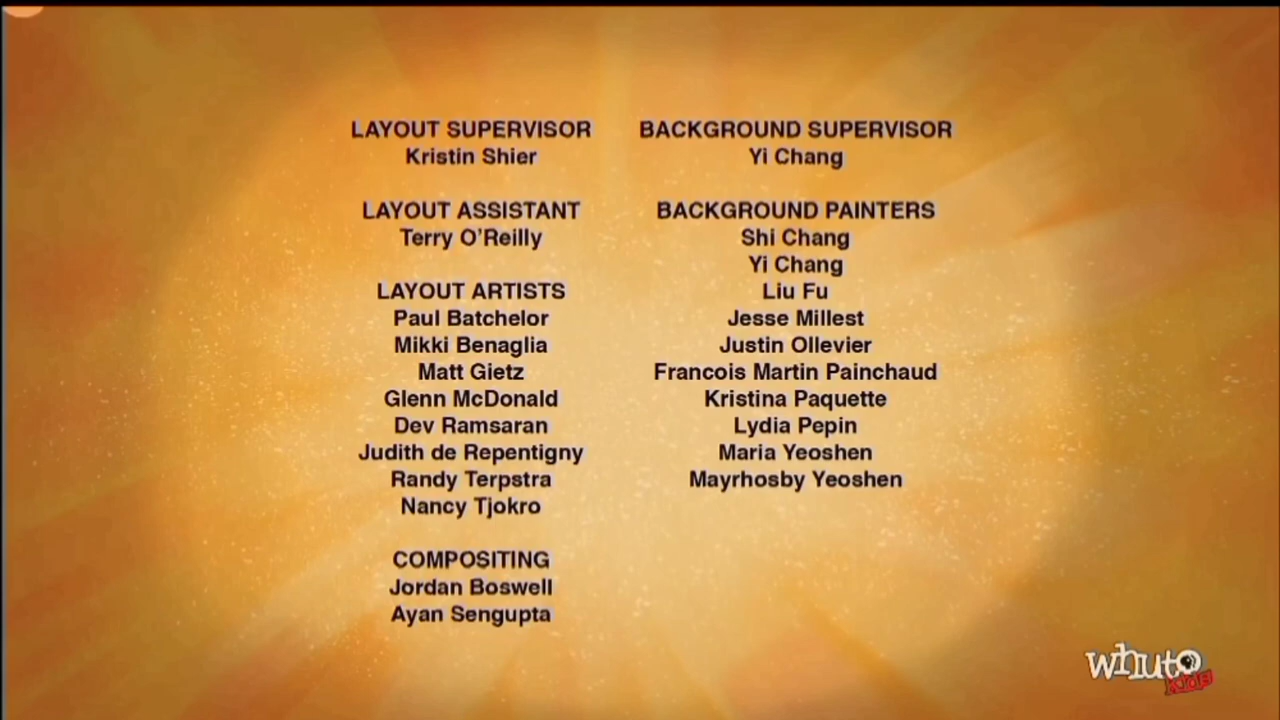 LAYOUT SUPERVISOR
Kristin Shier
LAYOUT ASSISTANT
Terry O'Reilly
LAYOUT ARTISTS
Paul Batchelor
Mikki Benaglia
Matt Gietz
Glenn McDonald
Dev Ramsaran
Judith de Repentigny
Randy Terpstra
Nancy Tjokro
COMPOSITING
Jordan Boswell
Ayan Sengupta
BACKGROUND SUPERVISOR
Yi Chang
BACKGROUND PAINTERS
Shi Chang
Yi Chang
Liu Fu
Jesse Millest
Justin Ollevier
Francois Martin Painchaud
Kristina Paquette
Lydia Pepin
Maria Yeoshen
Mayrhosby Yeoshen
whut
kids